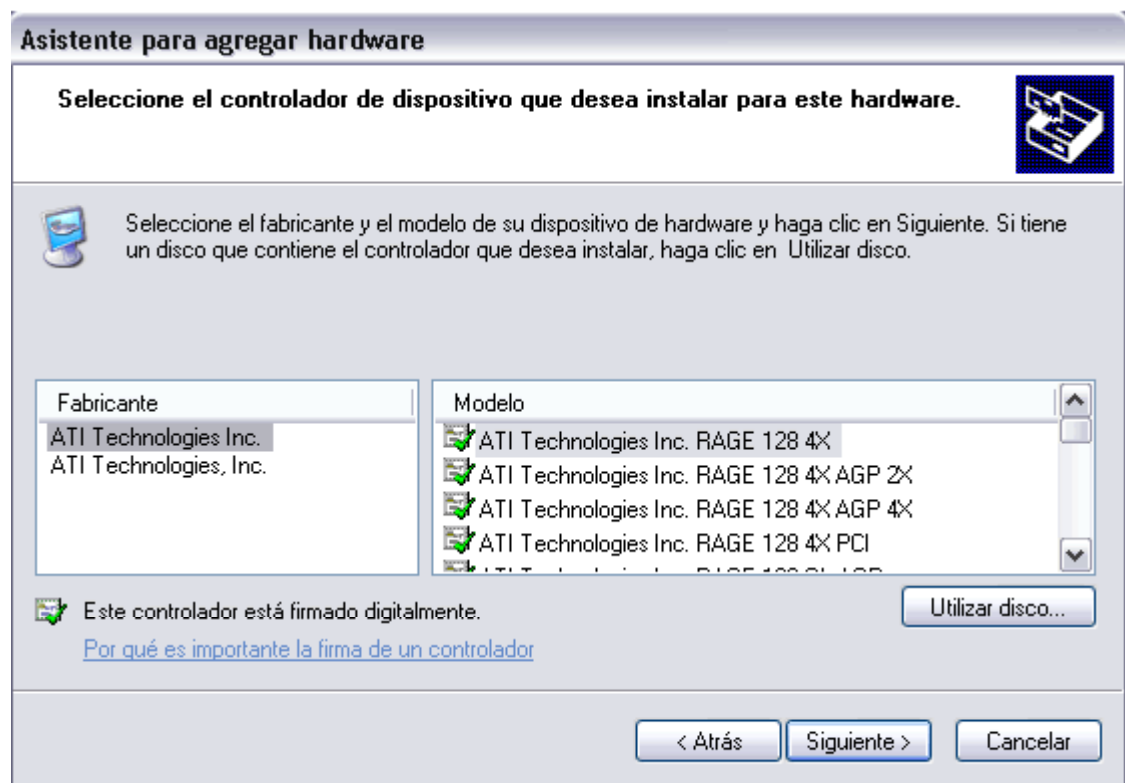 Asistente para agregar hardware
Seleccione el controlador de dispositivo que desea instalar para este hardware.
Seleccione el fabricante y el modelo de su dispositivo de hardware y haga clic en Siguiente. Si tiene
un disco que contiene el controlador que desea instalar, haga clic en Utilizar disco.
Fabricante
ATI Technologies Inc.
ATI Technologies, Inc.
Modelo
ATI Technologies Inc. RAGE 128 4X
ATI Technologies Inc. RAGE 128 4X AGP 2X
ATI Technologies Inc. RAGE 128 4X AGP 4X
ATI Technologies Inc. RAGE 128 4X PCI
Este controlador está firmado digitalmente.
Utilizar disco...
Por qué es importante la firma de un controlador
< Atrás
Siguiente >
Cancelar